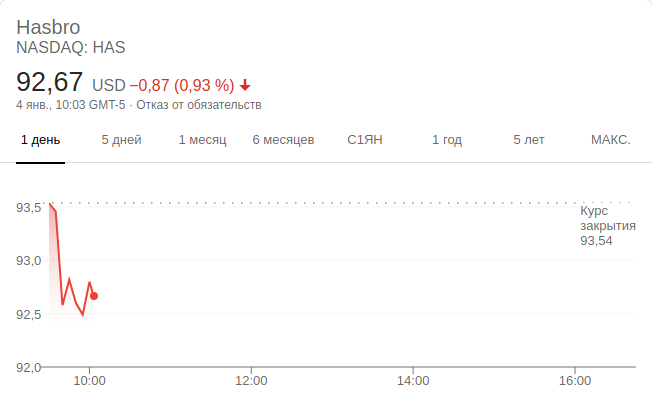 Hasbro
NASDAQ: HAS
92,67 USD −0,87 (0,93 %)
4 янв., 10:03 GMT-5 · Отказ от обязательств
1 день 5 дней 1 месяц 6 месяцев С1ЯН 1 год 5 лет МАКС.
93,5
Курс
закрытия
93,54
93,0
92,5
92,0
10:00 12:00 14:00 16:00